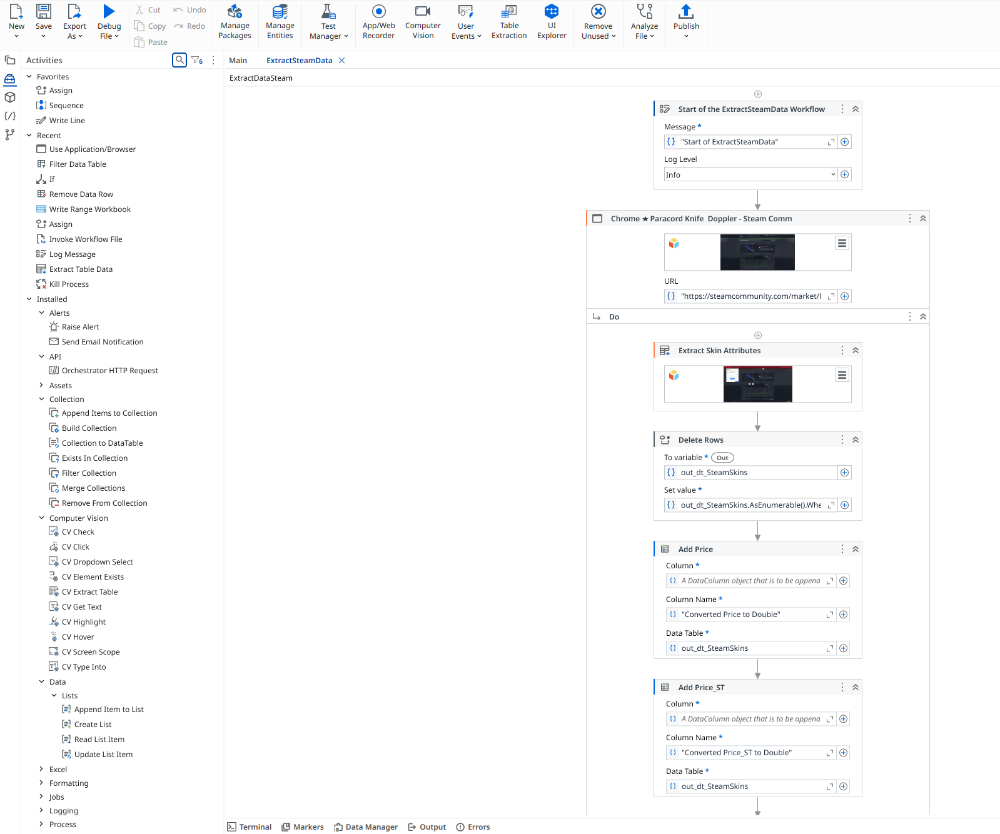 New
Save
Export As
Debug File
Cut
Copy
Paste
Undo
Redo
Manage Packages
Manage Entities
Test Manager
App/Web Recorder
Computer Vision
User Events
Table Extraction
UI Explorer
Remove Unused
Analyze File
Publish
Activities
6
Favorites
Assign
Sequence
Write Line
Recent
Use Application/Browser
Filter Data Table
If
Remove Data Row
Write Range Workbook
Assign
Invoke Workflow File
Log Message
Extract Table Data
Kill Process
Installed
Alerts
Raise Alert
Send Email Notification
API
Orchestrator HTTP Request
Assets
Collection
Append Items to Collection
Build Collection
Collection to DataTable
Exists In Collection
Filter Collection
Merge Collections
Remove From Collection
Computer Vision
CV Check
CV Click
CV Dropdown Select
CV Element Exists
CV Extract Table
CV Get Text
CV Highlight
CV Hover
CV Screen Scope
CV Type Into
Data
Lists
Append Item to List
Create List
Read List Item
Update List Item
Excel
Formatting
Jobs
Logging
Process
Main
ExtractSteamData
ExtractDataSteam
Start of the ExtractSteamData Workflow
Message *
"Start of ExtractSteamData"
Log Level
Info
Chrome ★ Paracord Knife Doppler - Steam Comm
URL
"https://steamcommunity.com/market/l
Do
Extract Skin Attributes
Delete Rows
To variable * Out
out_dt_SteamSkins
Set value *
out_dt_SteamSkins.AsEnumerable().Whe
Add Price
Column *
A DataColumn object that is to be appena
Column Name *
"Converted Price to Double"
Data Table *
out_dt_SteamSkins
Add Price_ST
Column *
A DataColumn object that is to be appena
Column Name *
"Converted Price_ST to Double"
Data Table *
out_dt_SteamSkins
Terminal
Markers
Data Manager
Output
Errors